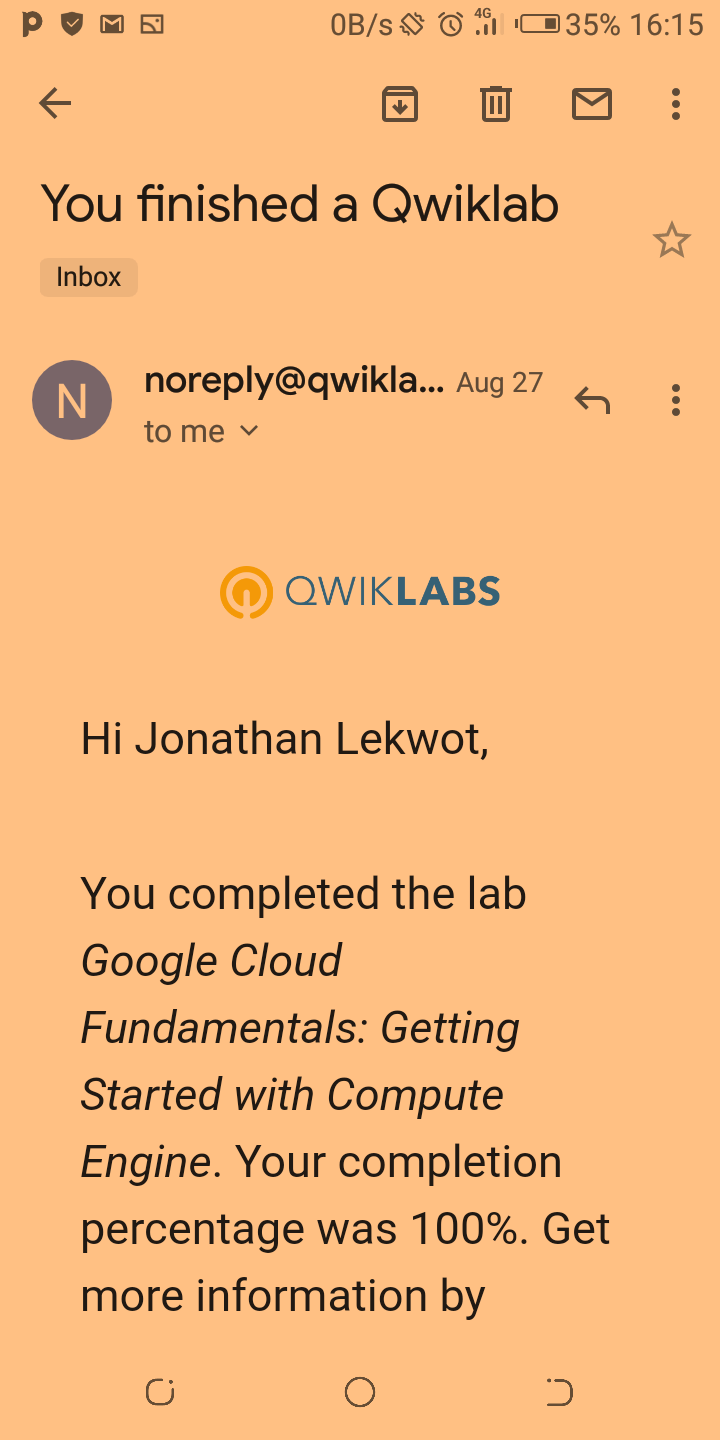 0B/s 4G 35% 16:15
You finished a Qwiklab
Inbox
N
noreply@qwikla... Aug 27
to me
QWIKLABS
Hi Jonathan Lekwot,
You completed the lab
Google Cloud
Fundamentals: Getting
Started with Compute
Engine. Your completion
percentage was 100%. Get
more information by